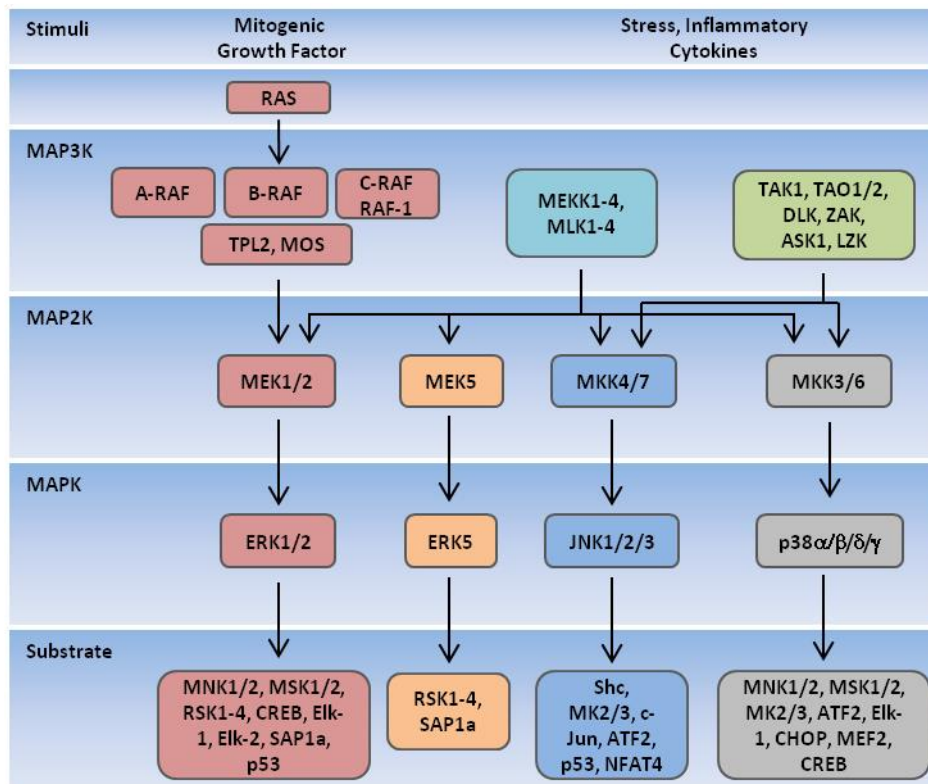 Stimuli
Mitogenic
Growth Factor
Stress, Inflammatory
Cytokines
RAS
MAP3K
A-RAF
B-RAF
C-RAF
RAF-1
TPL2, MOS
MEKK1-4,
MLK1-4
TAK1, TAO1/2,
DLK, ZAK,
ASK1, LZK
MAP2K
MEK1/2
MEK5
MKK4/7
MKK3/6
MAPK
ERK1/2
ERK5
JNK1/2/3
p38α/β/δ/γ
Substrate
MNK1/2, MSK1/2,
RSK1-4, CREB, Elk-
1, Elk-2, SAP1a,
p53
RSK1-4,
SAP1a
Shc,
MK2/3, c-
Jun, ATF2,
p53, NFAT4
MNK1/2, MSK1/2,
MK2/3, ATF2, Elk-
1, CHOP, MEF2,
CREB